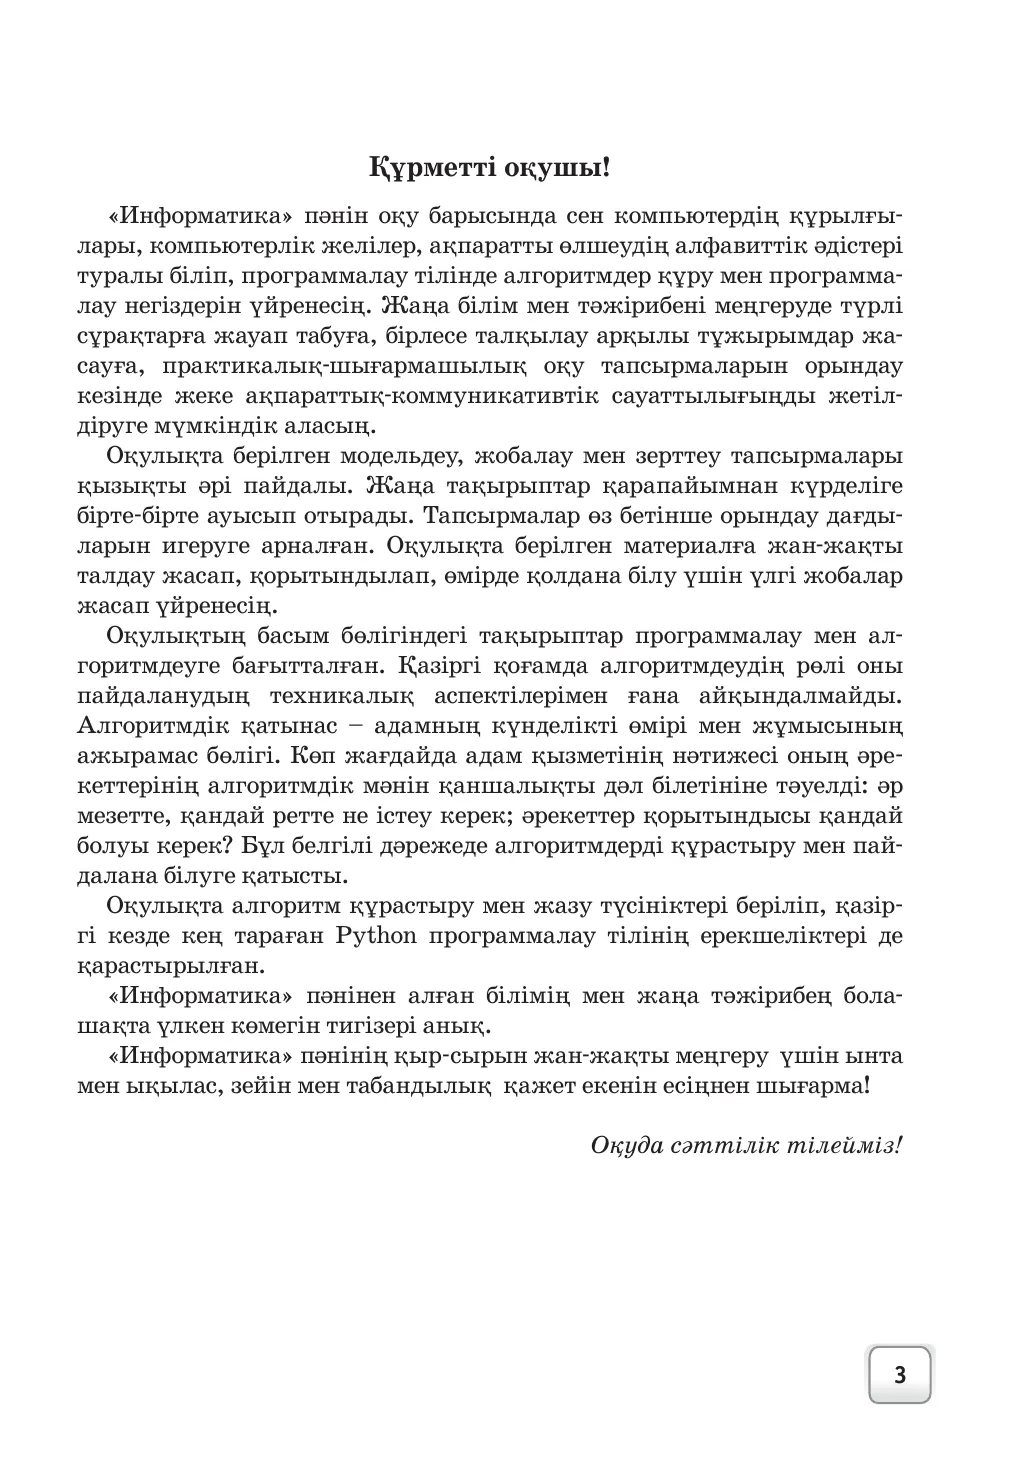 Құрметті оқушы!
«Информатика» пәнін оқу барысында сен компьютердің құрылғы-
лары, компьютерлік желілер, ақпаратты өлшеудің алфавиттік әдістері
туралы біліп, программалау тілінде алгоритмдер құру мен программа-
лау негіздерін үйренесің. Жаңа білім мен тәжірибені меңгеруде түрлі
сұрақтарға жауап табуға, бірлесе талқылау арқылы тұжырымдар жа-
сауға, практикалық-шығармашылық оқу тапсырмаларын орындау
кезінде жеке ақпараттық-коммуникативтік сауаттылығыңды жетіл-
діруге мүмкіндік аласың.
Оқулықта берілген модельдеу, жобалау мен зерттеу тапсырмалары
қызықты әрі пайдалы. Жаңа тақырыптар қарапайымнан күрделіге
бірте-бірте ауысып отырады. Тапсырмалар өз бетінше орындау дағды-
ларын игеруге арналған. Оқулықта берілген материалға жан-жақты
талдау жасап, қорытындылап, өмірде қолдана білу үшін үлгі жобалар
жасап үйренесің.
Оқулықтың басым бөлігіндегі тақырыптар программалау мен ал-
горитмдеуге бағытталған. Қазіргі қоғамда алгоритмдеудің рөлі оны
пайдаланудың техникалық аспектілерімен ғана айқындалмайды.
Алгоритмдік қатынас – адамның күнделікті өмірі мен жұмысының
ажырамас бөлігі. Көп жағдайда адам қызметінің нәтижесі оның әре-
кеттерінің алгоритмдік мәнін қаншалықты дәл білетініне тәуелді: әр
мезетте, қандай ретте не істеу керек; әрекеттер қорытындысы қандай
болуы керек? Бұл белгілі дәрежеде алгоритмдерді құрастыру мен пай-
далана білуге қатысты.
Оқулықта алгоритм құрастыру мен жазу түсініктері беріліп, қазір-
гі кезде кең тараған Python программалау тілінің ерекшеліктері де
қарастырылған.
«Информатика» пәнінен алған білімің мен жаңа тәжірибең бола-
шақта үлкен көмегін тигізері анық.
«Информатика» пәнінің қыр-сырын жан-жақты меңгеру үшін ынта
мен ықылас, зейін мен табандылық қажет екенін есіңнен шығарма!
Оқуда сәттілік тілейміз!
3